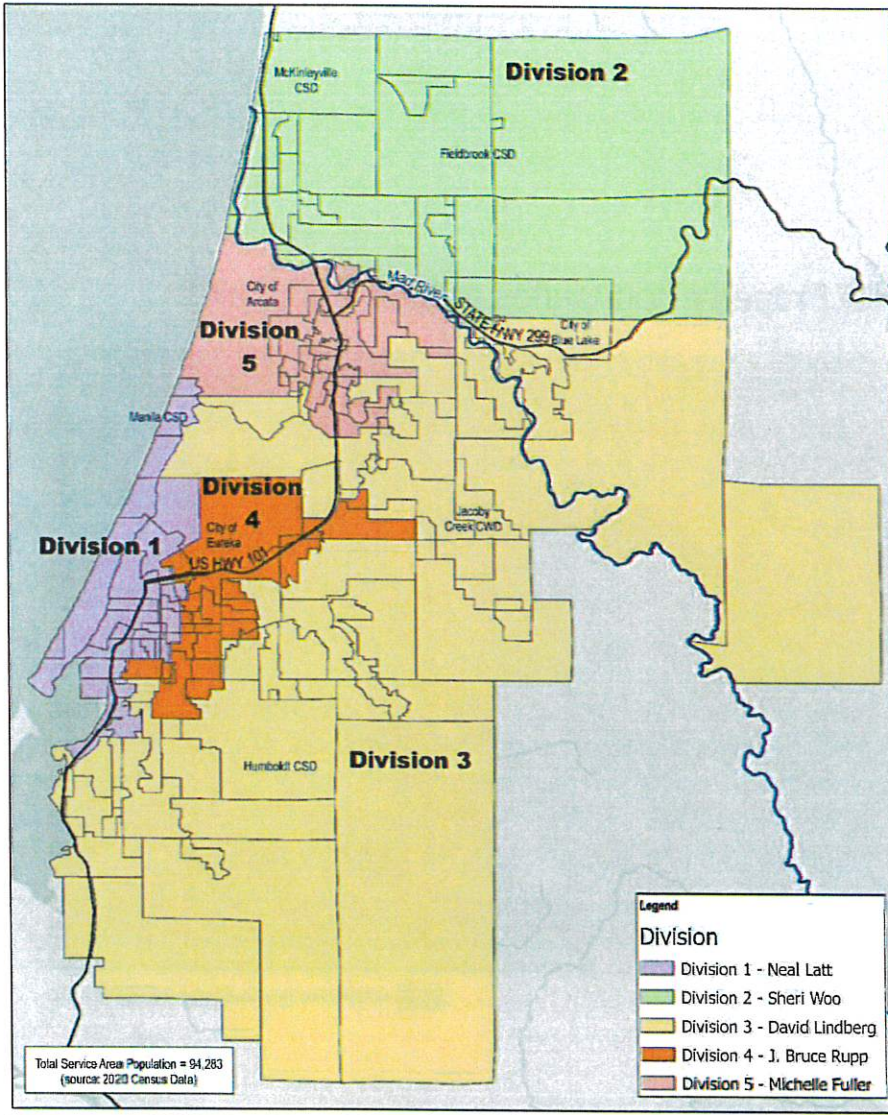 McKinleyville
CSD
Division 2
Fieldbrook CSD
Mad River
STATE HWY 299
City of
Blue Lake
City of
Arcata
Division
5
Manila CSD
Division
4
City of
Eureka
US HWY 101
Division 1
Jacoby
Creek CWD
Humboldt CSD
Division 3
Legend
Division
Division 1 - Neal Latt
Division 2 - Sheri Woo
Division 3 - David Lindberg
Division 4 - J. Bruce Rupp
Division 5 - Michelle Fuller
Total Service Area Population = 94,283
(source: 2020 Census Data)